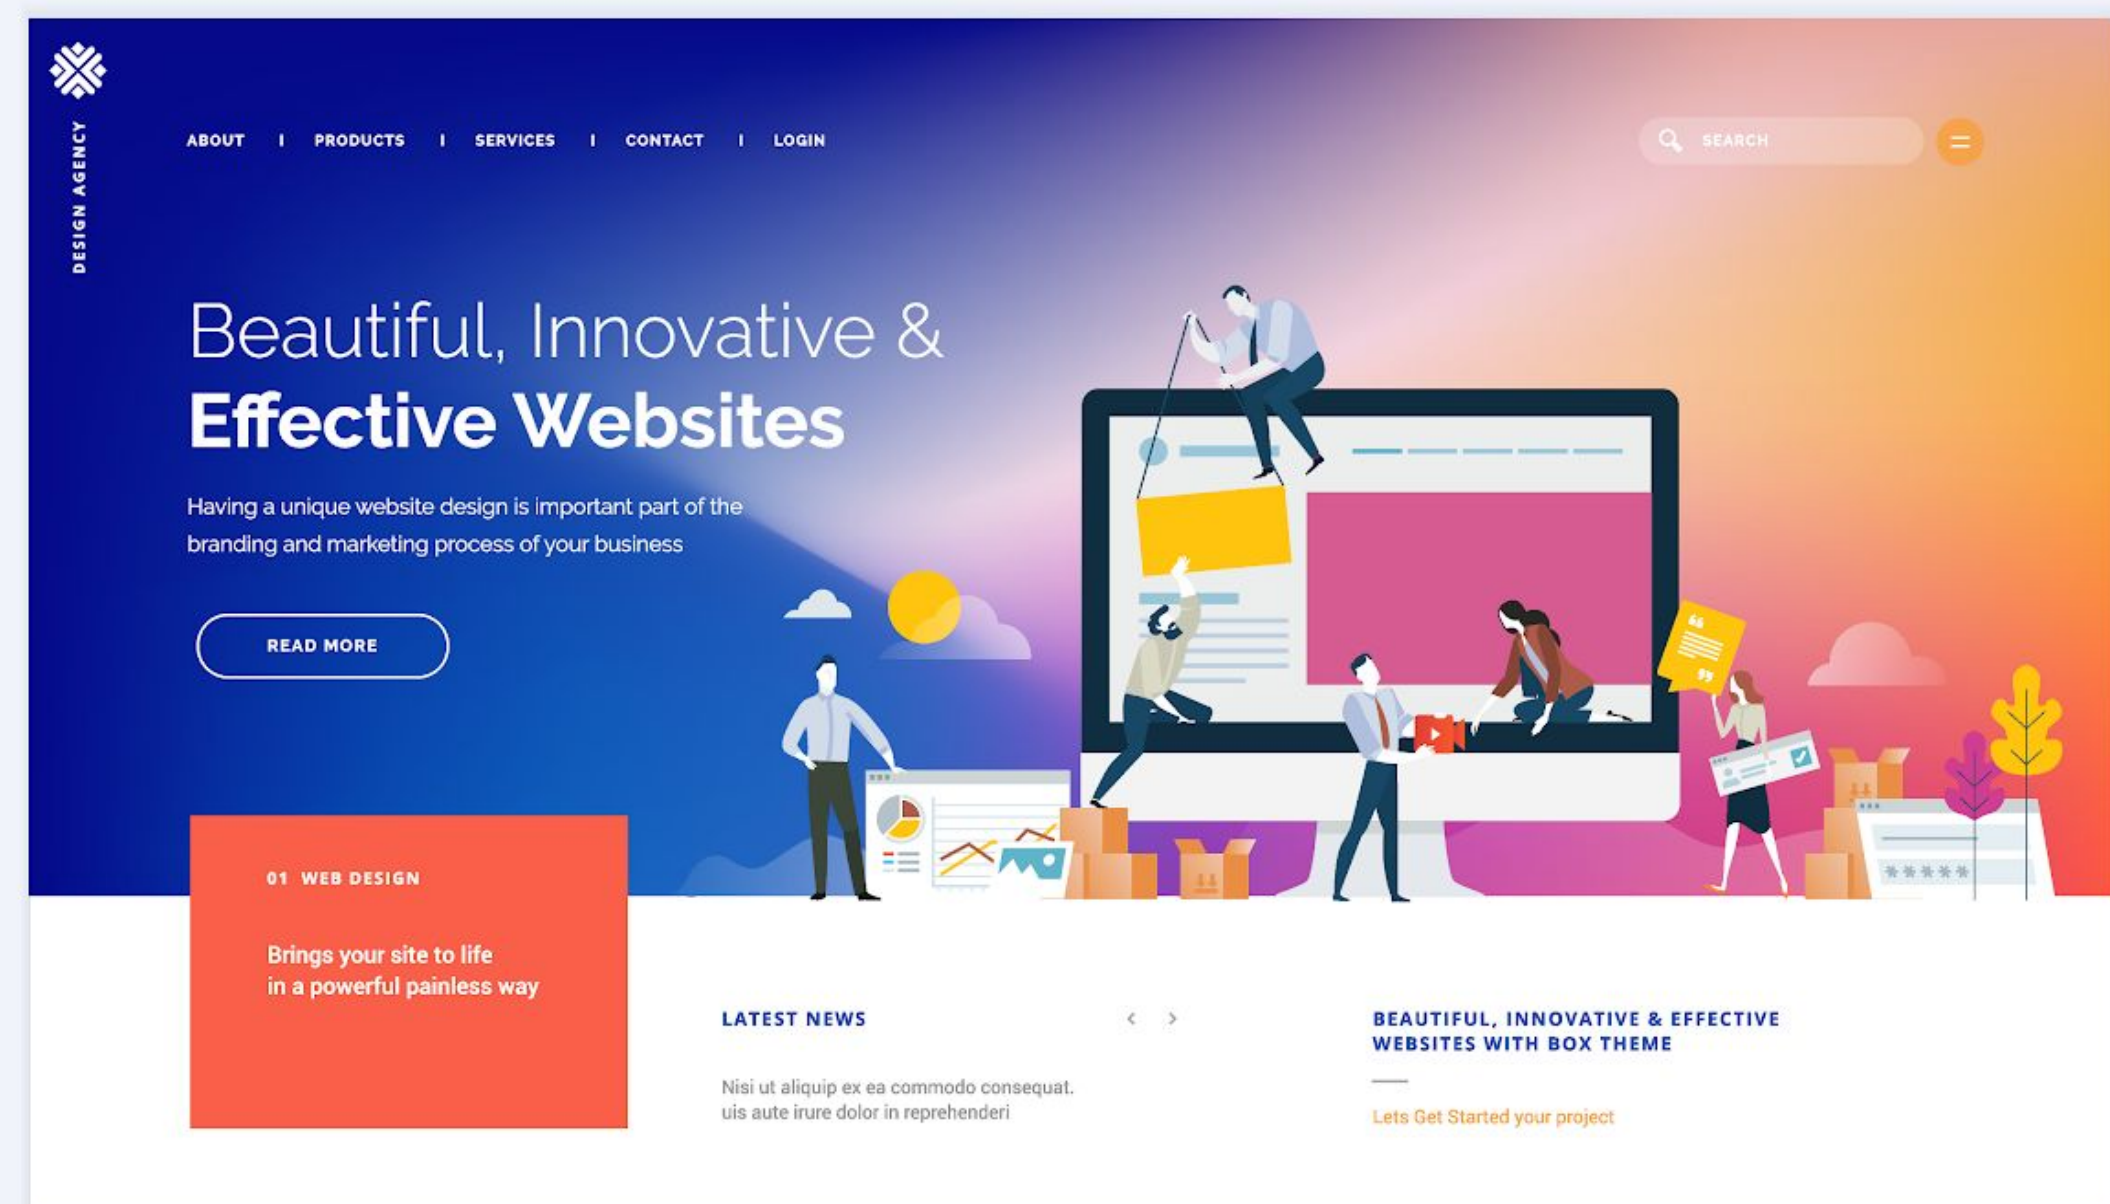 DESIGN AGENCY
ABOUT | PRODUCTS | SERVICES | CONTACT | LOGIN
SEARCH
Beautiful, Innovative &
Effective Websites
Having a unique website design is important part of the
branding and marketing process of your business
READ MORE
01 WEB DESIGN
Brings your site to life
in a powerful painless way
LATEST NEWS
Nisi ut aliquip ex ea commodo consequat.
uis aute irure dolor in reprehenderi
BEAUTIFUL, INNOVATIVE & EFFECTIVE
WEBSITES WITH BOX THEME
Lets Get Started your project
*****